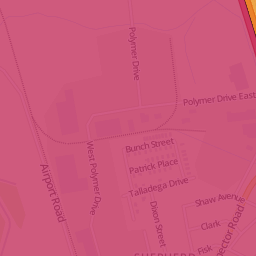 Polymer Drive
Polymer Drive East
Bunch Street
West Polymer Drive
Patrick Place
Airport Road
Talladega Drive
Shaw Avenue
Dixon Street
Clark
Fisk